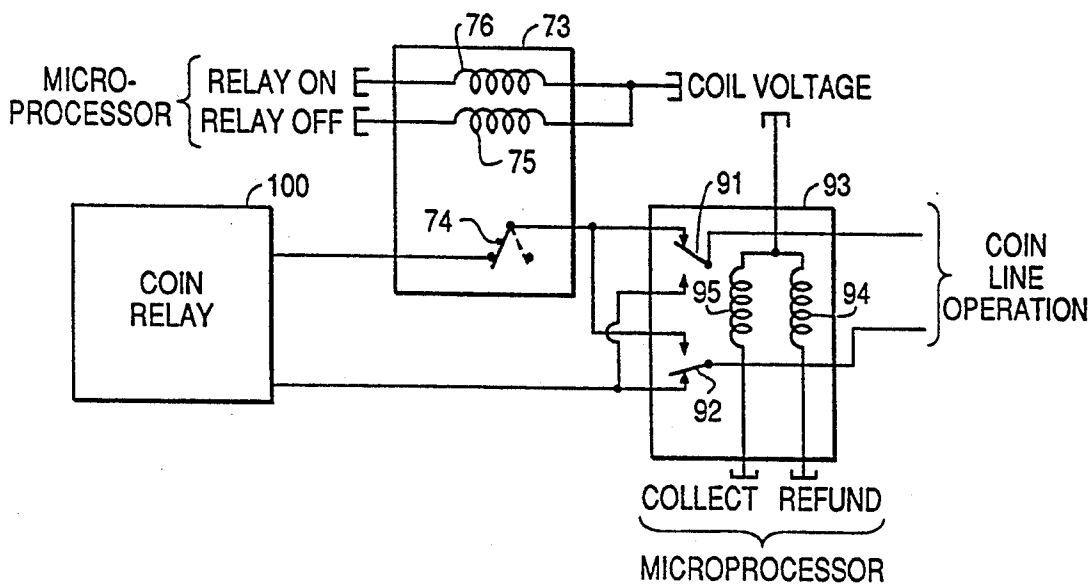 76
73
MICRO-
PROCESSOR
RELAY ON
RELAY OFF
COIL VOLTAGE
75
100
91
93
74
COIN
RELAY
95
94
COIN
LINE
OPERATION
92
COLLECT
REFUND
MICROPROCESSOR